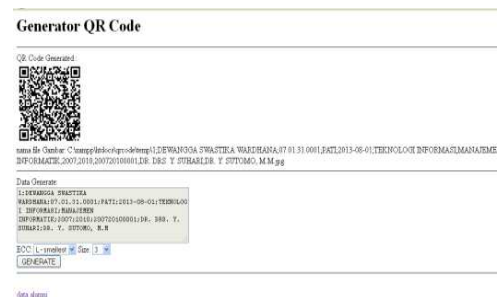 Generator QR Code
QR Code Generated:
nama file Gambar: C:\xampp\htdocs\qrcode\temp\1;DEWANGGA SWASTIKA WARDHANA;07.01.31.0001;PATI;2013-08-01;TEKNOLOGI INFORMASI;MANAJEME
INFORMATIK;2007;2010;200720100001;DR. DRS. Y. SUHARI;DR. Y. SUTOMO, M.M.png
Data Generate:
1;DEWANGGA SWASTIKA
WARDHANA;07.01.31.0001;PATI;2013-08-01;TEKNOLOG
I INFORMASI;MANAJEMEN
INFORMATIK;2007;2010;200720100001;DR. DRS. Y.
SUHARI;DR. Y. SUTOMO, M.M
ECC: L - smallest Size: 3
GENERATE
data alumni